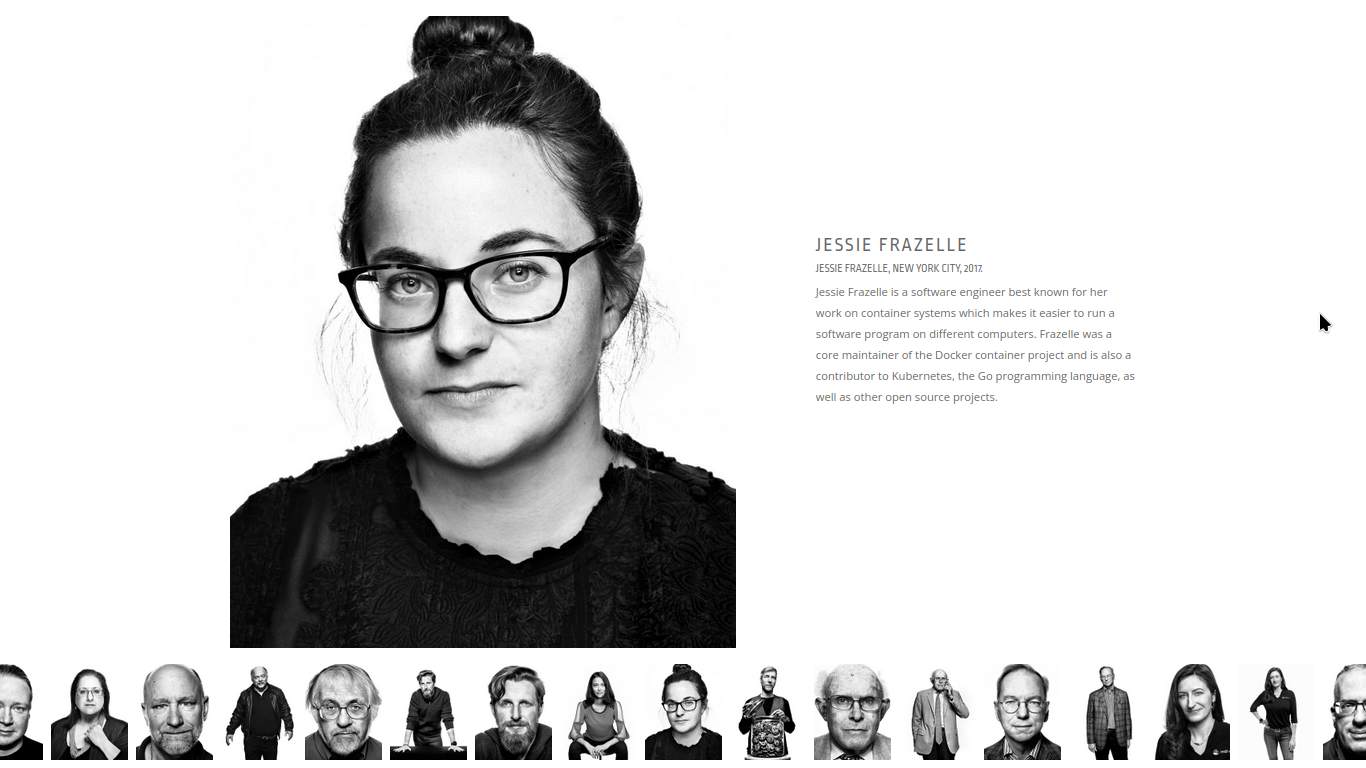 JESSIE FRAZELLE
JESSIE FRAZELLE, NEW YORK CITY, 2017.
Jessie Frazelle is a software engineer best known for her
work on container systems which makes it easier to run a
software program on different computers. Frazelle was a
core maintainer of the Docker container project and is also a
contributor to Kubernetes, the Go programming language, as
well as other open source projects.